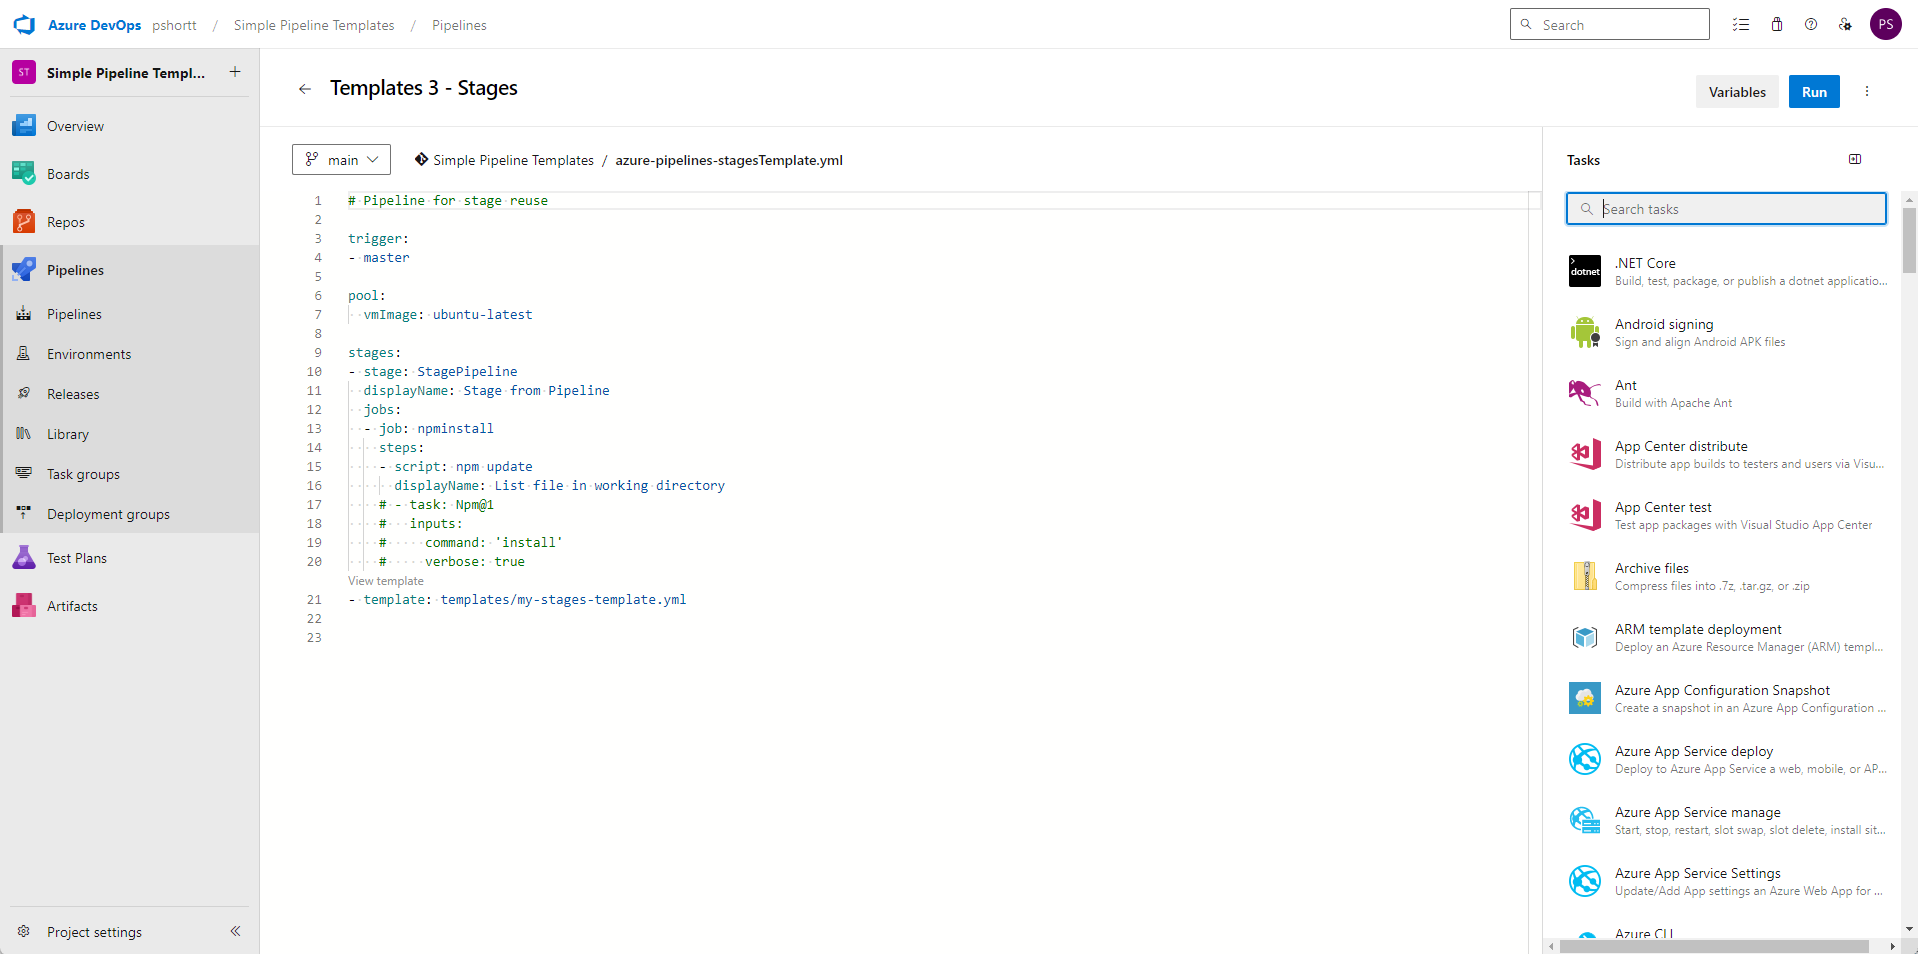 Azure DevOps pshortt / Simple Pipeline Templates / Pipelines
Search
PS
ST Simple Pipeline Templ... +
Overview
Boards
Repos
Pipelines
Pipelines
Environments
Releases
Library
Task groups
Deployment groups
Test Plans
Artifacts
Project settings
Templates 3 - Stages
Variables
Run
main
Simple Pipeline Templates / azure-pipelines-stagesTemplate.yml
1 # Pipeline for stage reuse
2
3 trigger:
4 - master
5
6 pool:
7   vmImage: ubuntu-latest
8
9 stages:
10 - stage: StagePipeline
11   displayName: Stage from Pipeline
12   jobs:
13   - job: npminstall
14     steps:
15     - script: npm update
16       displayName: List file in working directory
17     # - task: Npm@1
18     #   inputs:
19     #     command: 'install'
20     #     verbose: true
View template
21 - template: templates/my-stages-template.yml
22
23
Tasks
Search tasks
dotnet
.NET Core
Build, test, package, or publish a dotnet applicatio...
Android signing
Sign and align Android APK files
Ant
Build with Apache Ant
App Center distribute
Distribute app builds to testers and users via Visu...
App Center test
Test app packages with Visual Studio App Center
Archive files
Compress files into .7z, .tar.gz, or .zip
ARM template deployment
Deploy an Azure Resource Manager (ARM) templ...
Azure App Configuration Snapshot
Create a snapshot in an Azure App Configuration ...
Azure App Service deploy
Deploy to Azure App Service a web, mobile, or AP...
Azure App Service manage
Start, stop, restart, slot swap, slot delete, install sit...
Azure App Service Settings
Update/Add App settings an Azure Web App for ...
Azure CLI